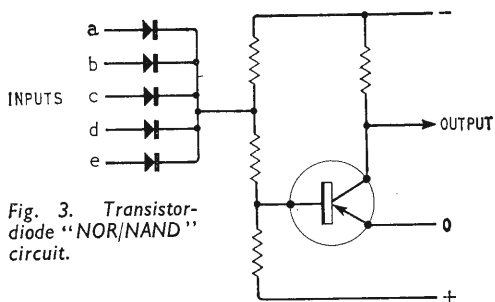 a
b
INPUTS c
d
e
−
OUTPUT
0
+
Fig. 3. Transistor-
diode “NOR/NAND”
circuit.